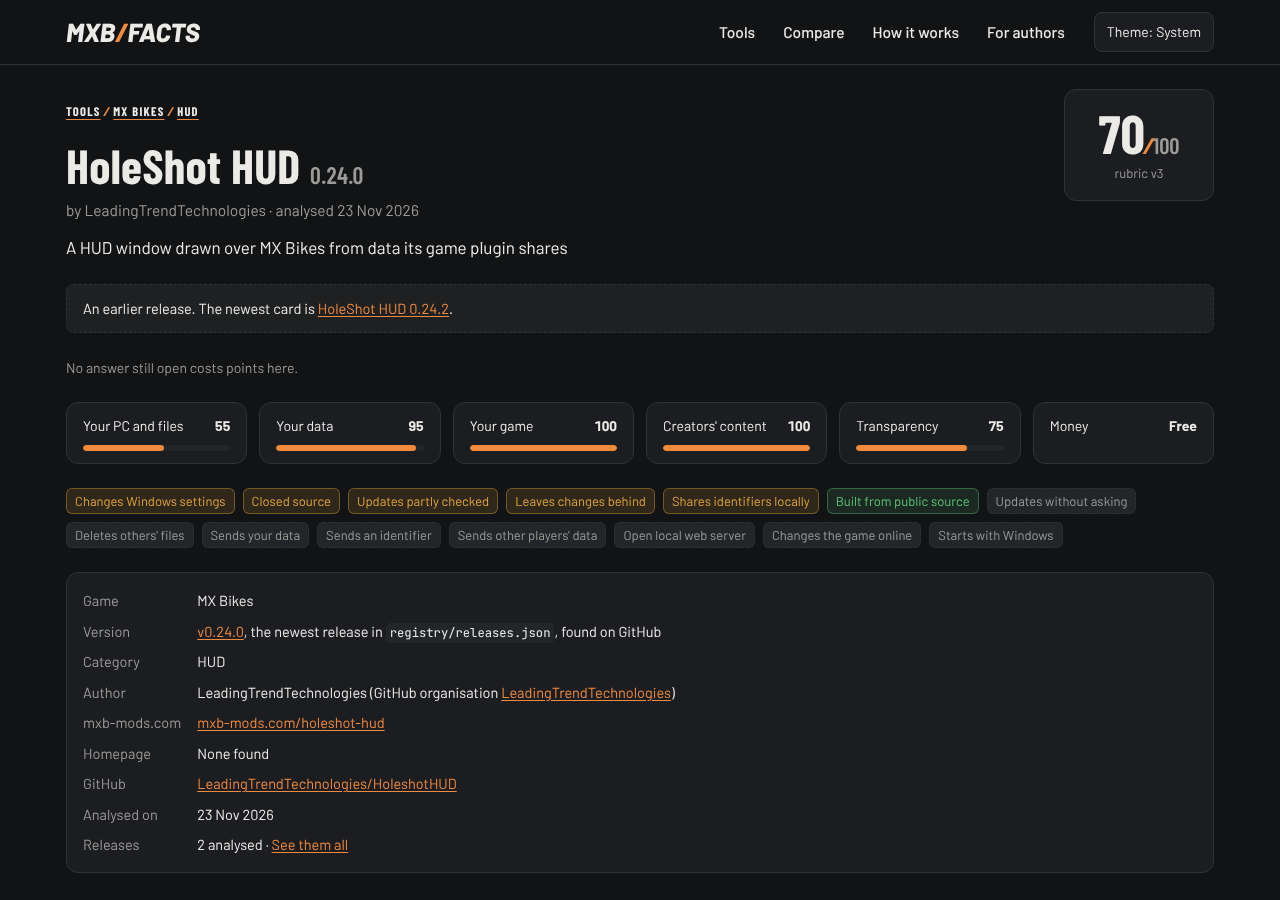 MXB/FACTS
Tools
Compare
How it works
For authors
Theme: System
TOOLS / MX BIKES / HUD
HoleShot HUD 0.24.0
by LeadingTrendTechnologies · analysed 23 Nov 2026
A HUD window drawn over MX Bikes from data its game plugin shares
70/100
rubric v3
An earlier release. The newest card is HoleShot HUD 0.24.2.
No answer still open costs points here.
Your PC and files 55
Your data 95
Your game 100
Creators' content 100
Transparency 75
Money Free
Changes Windows settings
Closed source
Updates partly checked
Leaves changes behind
Shares identifiers locally
Built from public source
Updates without asking
Deletes others' files
Sends your data
Sends an identifier
Sends other players' data
Open local web server
Changes the game online
Starts with Windows
Game MX Bikes
Version v0.24.0, the newest release in registry/releases.json, found on GitHub
Category HUD
Author LeadingTrendTechnologies (GitHub organisation LeadingTrendTechnologies)
mxb-mods.com mxb-mods.com/holeshot-hud
Homepage None found
GitHub LeadingTrendTechnologies/HoleshotHUD
Analysed on 23 Nov 2026
Releases 2 analysed · See them all